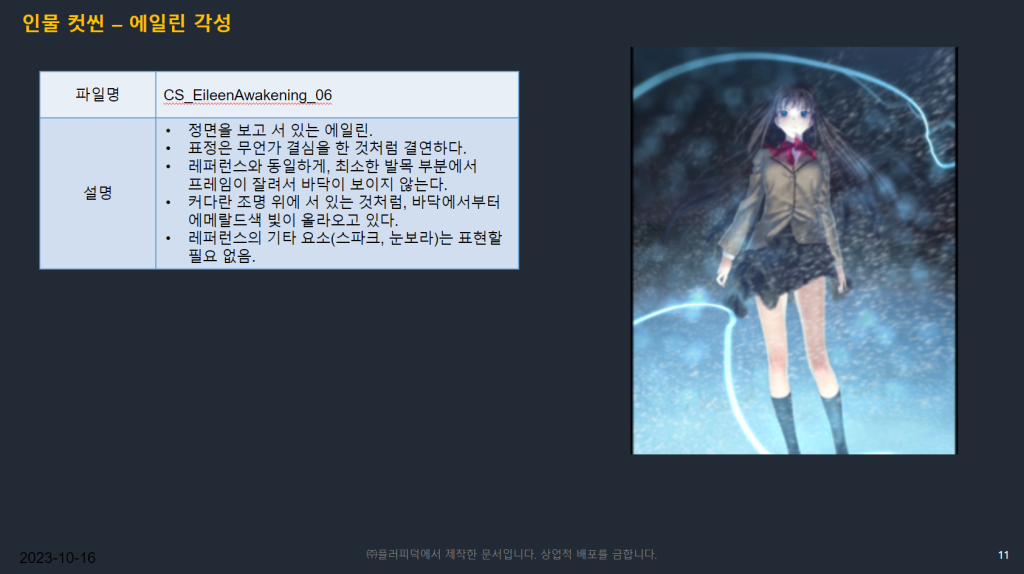 인물 컷씬 – 에일린 각성
파일명
CS_EileenAwakening_06
설명
• 정면을 보고 서 있는 에일린.
• 표정은 무언가 결심을 한 것처럼 결연하다.
• 레퍼런스와 동일하게, 최소한 발목 부분에서
프레임이 잘려서 바닥이 보이지 않는다.
• 커다란 조명 위에 서 있는 것처럼, 바닥에서부터
에메랄드색 빛이 올라오고 있다.
• 레퍼런스의 기타 요소(스파크, 눈보라)는 표현할
필요 없음.
2023-10-16
㈜플러피덕에서 제작한 문서입니다. 상업적 배포를 금합니다.
11